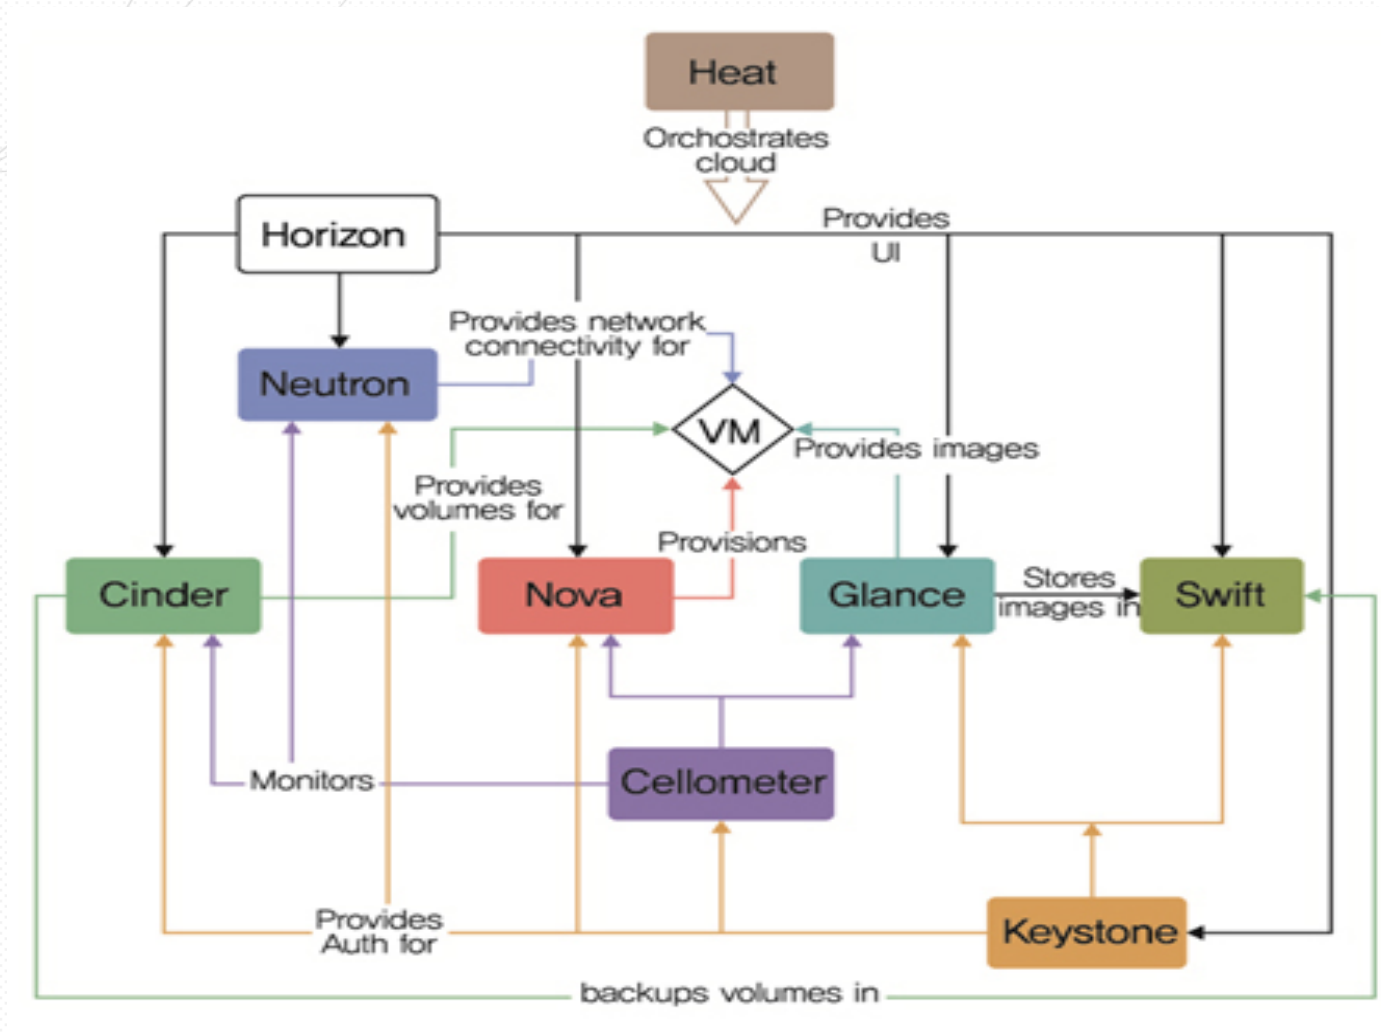 Heat
Orchostrates
cloud
Horizon
Provides
UI
Provides network
connectivity for
Neutron
VM
Provides images
Provides
volumes for
Provisions
Cinder
Nova
Glance
Stores
images in
Swift
Monitors
Cellometer
Provides
Auth for
Keystone
backups volumes in